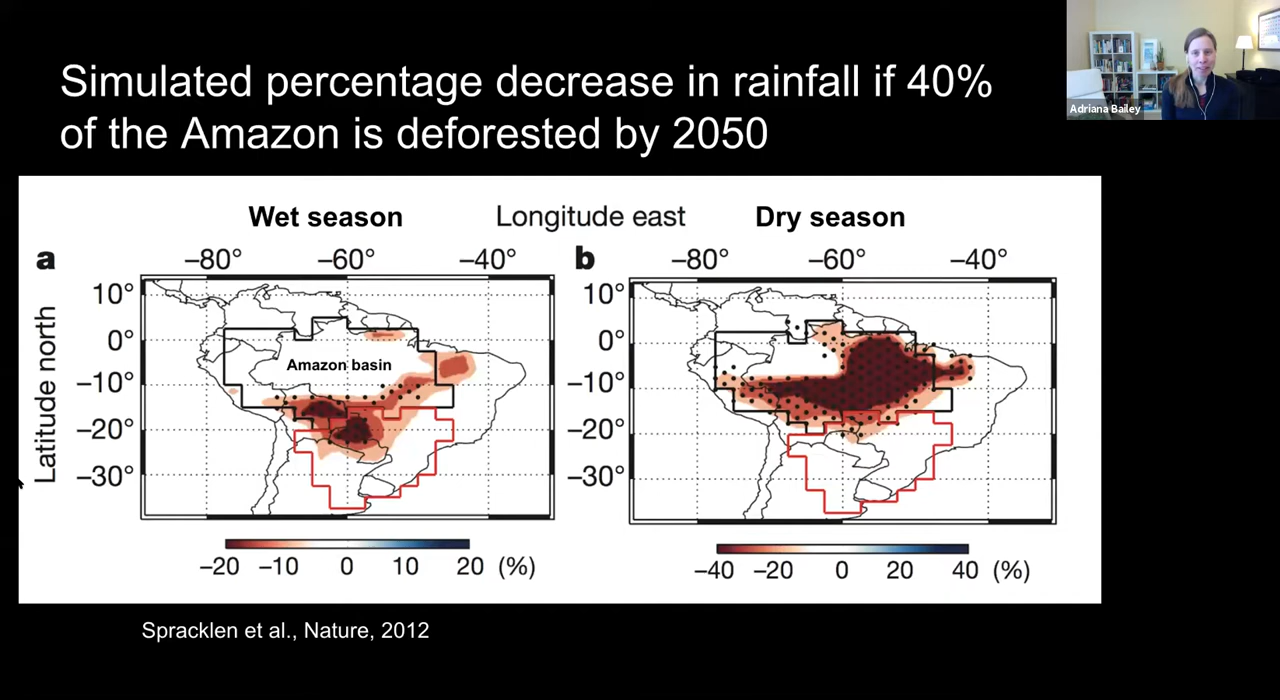 Simulated percentage decrease in rainfall if 40%
of the Amazon is deforested by 2050
Adriana Bailey
Wet season
Longitude east
Dry season
a
−80° −60° −40°
10°
0°
−10°
−20°
−30°
Latitude north
Amazon basin
−20 −10 0 10 20 (%)
b
−80° −60° −40°
10°
0°
−10°
−20°
−30°
−40 −20 0 20 40 (%)
Spracklen et al., Nature, 2012